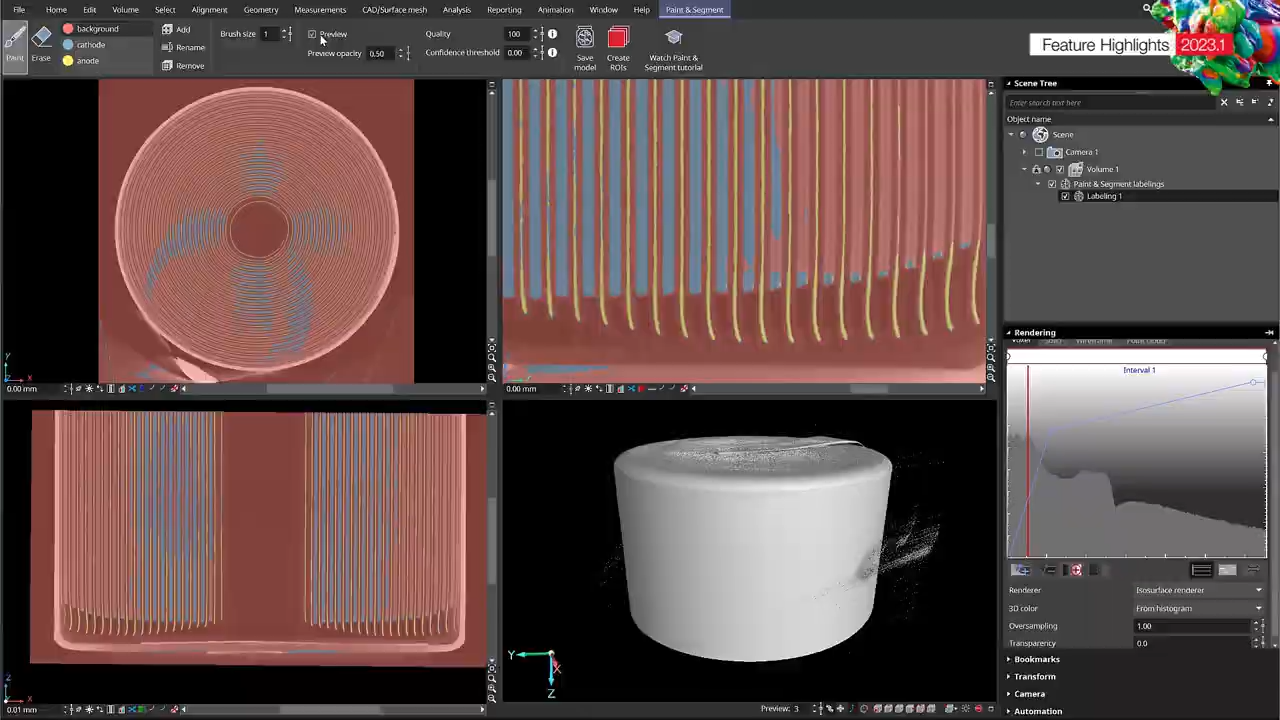 File Home Edit Volume Select Alignment Geometry Measurements CAD/Surface mesh Analysis Reporting Animation Window Help Paint & Segment
Feature Highlights 2023.1
Paint
Erase
background
cathode
anode
Add
Rename
Remove
Brush size 1
Preview
Preview opacity 0.50
Quality 100
Confidence threshold 0.00
Save model
Create ROIs
Watch Paint & Segment tutorial
Scene Tree
Enter search text here
Object name
Scene
Camera 1
Volume 1
Paint & Segment labelings
Labeling 1
Rendering
Interval 1
Y
X
0.00 mm
0.00 mm
Renderer Isosurface renderer
3D color From histogram
Oversampling 1.00
Transparency 0.0
Bookmarks
Transform
Camera
Automation
Z
X
0.01 mm
Y
X
Z
Preview: 3